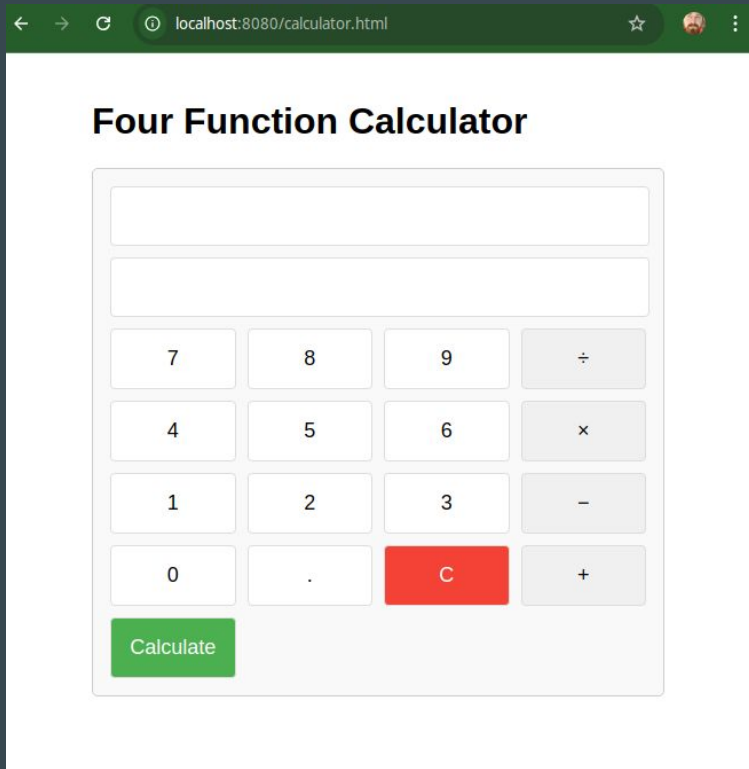 localhost:8080/calculator.html
Four Function Calculator
7 8 9 ÷
4 5 6 ×
1 2 3 −
0 . C +
Calculate